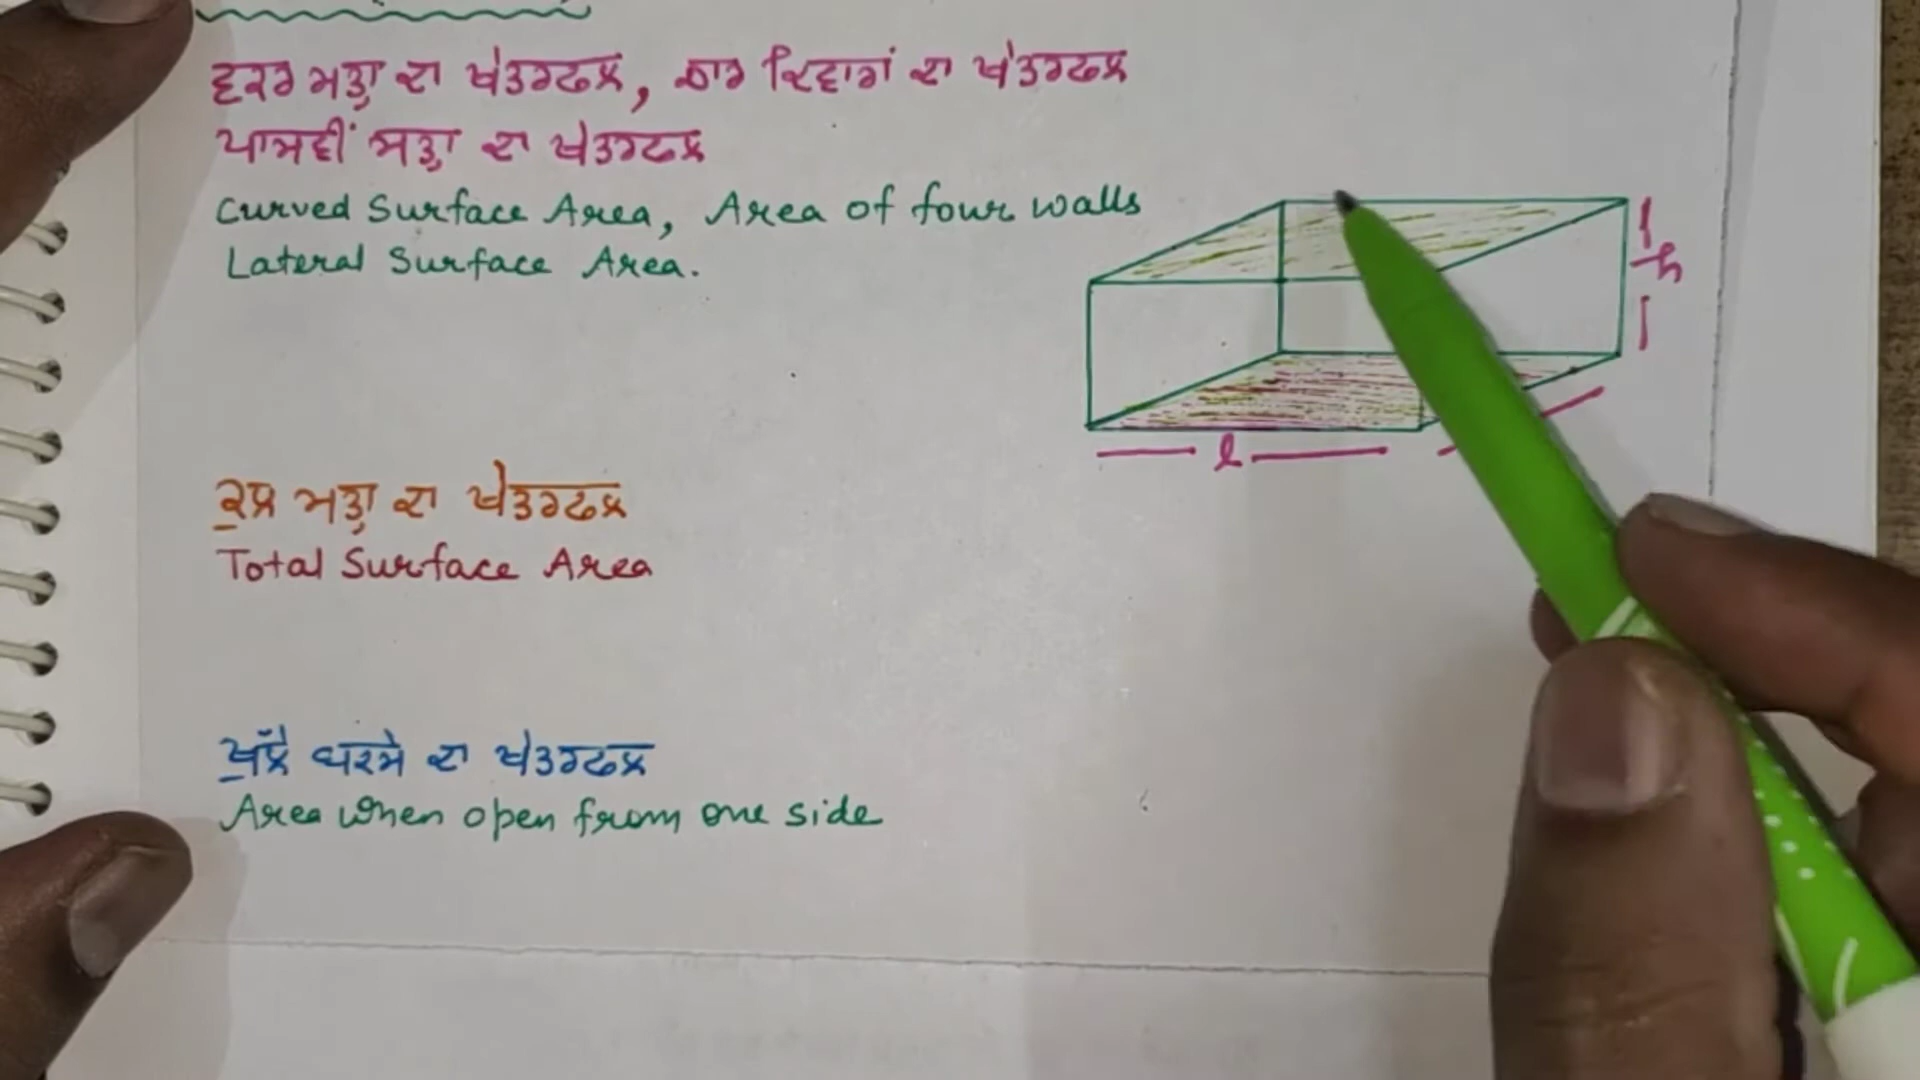 ਵਕਰ ਸਤ੍ਹਾ ਦਾ ਖੇਤਰਫਲ, ਚਾਰ ਦਿਵਾਰਾਂ ਦਾ ਖੇਤਰਫਲ
ਪਾਸਵੀਂ ਸਤ੍ਹਾ ਦਾ ਖੇਤਰਫਲ
Curved Surface Area, Area of four walls
Lateral Surface Area.
h
l
ਕੁਲ ਸਤ੍ਹਾ ਦਾ ਖੇਤਰਫਲ
Total Surface Area
ਖੁੱਲੇ ਬਕਸੇ ਦਾ ਖੇਤਰਫਲ
Area when open from one side